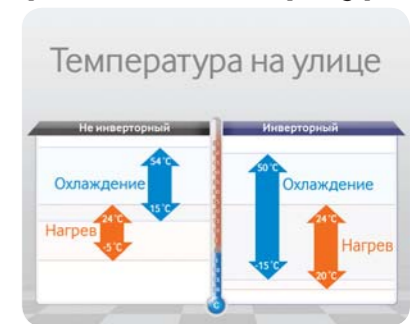 Температура на улице
Не инверторный
Инверторный
54 °C
Охлаждение
15 °C
24 °C
Нагрев
-5 °C
50 °C
Охлаждение
-15 °C
24 °C
Нагрев
20 °C
C